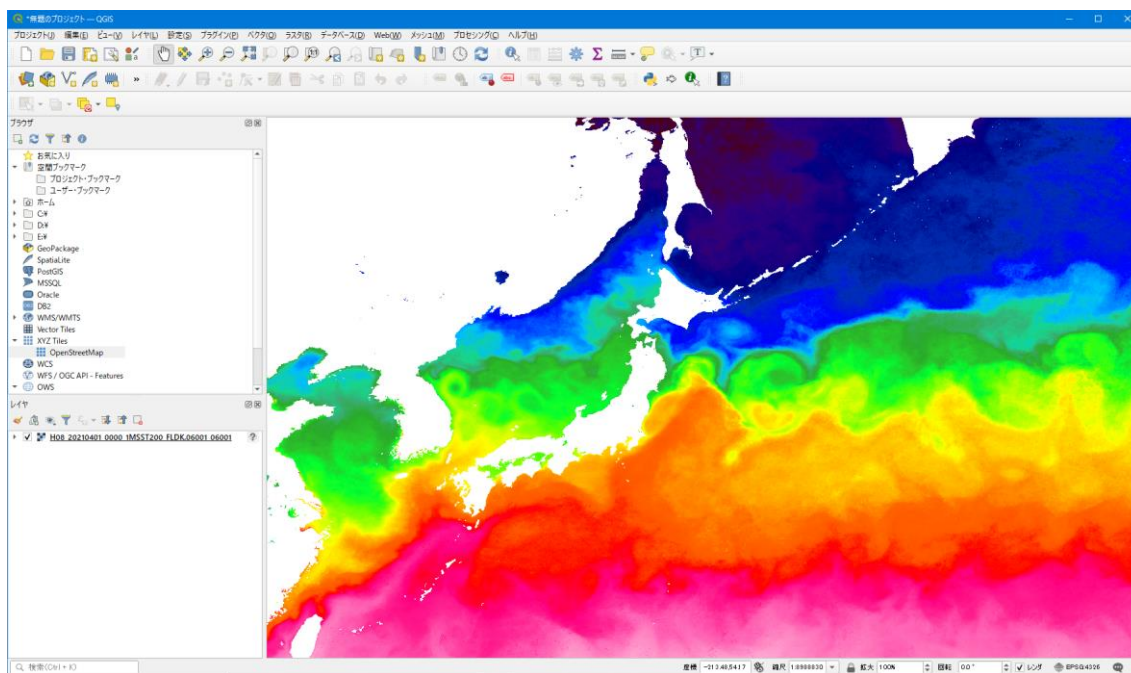 *無題のプロジェクト — QGIS
プロジェクト(J) 編集(E) ビュー(V) レイヤ(L) 設定(S) プラグイン(P) ベクタ(O) ラスタ(R) データベース(D) Web(W) メッシュ(M) プロセシング(C) ヘルプ(H)
ブラウザ
お気に入り
空間ブックマーク
プロジェクト・ブックマーク
ユーザー・ブックマーク
ホーム
C:¥
D:¥
E:¥
GeoPackage
SpatiaLite
PostGIS
MSSQL
Oracle
DB2
WMS/WMTS
Vector Tiles
XYZ Tiles
OpenStreetMap
WCS
WFS / OGC API - Features
OWS
レイヤ
H08_20210401_0000_1MSST200_FLDK.06001_06001
検索(Ctrl + K)
座標 縮尺 拡大 100% 回転 0.0° レンダ EPSG:4326